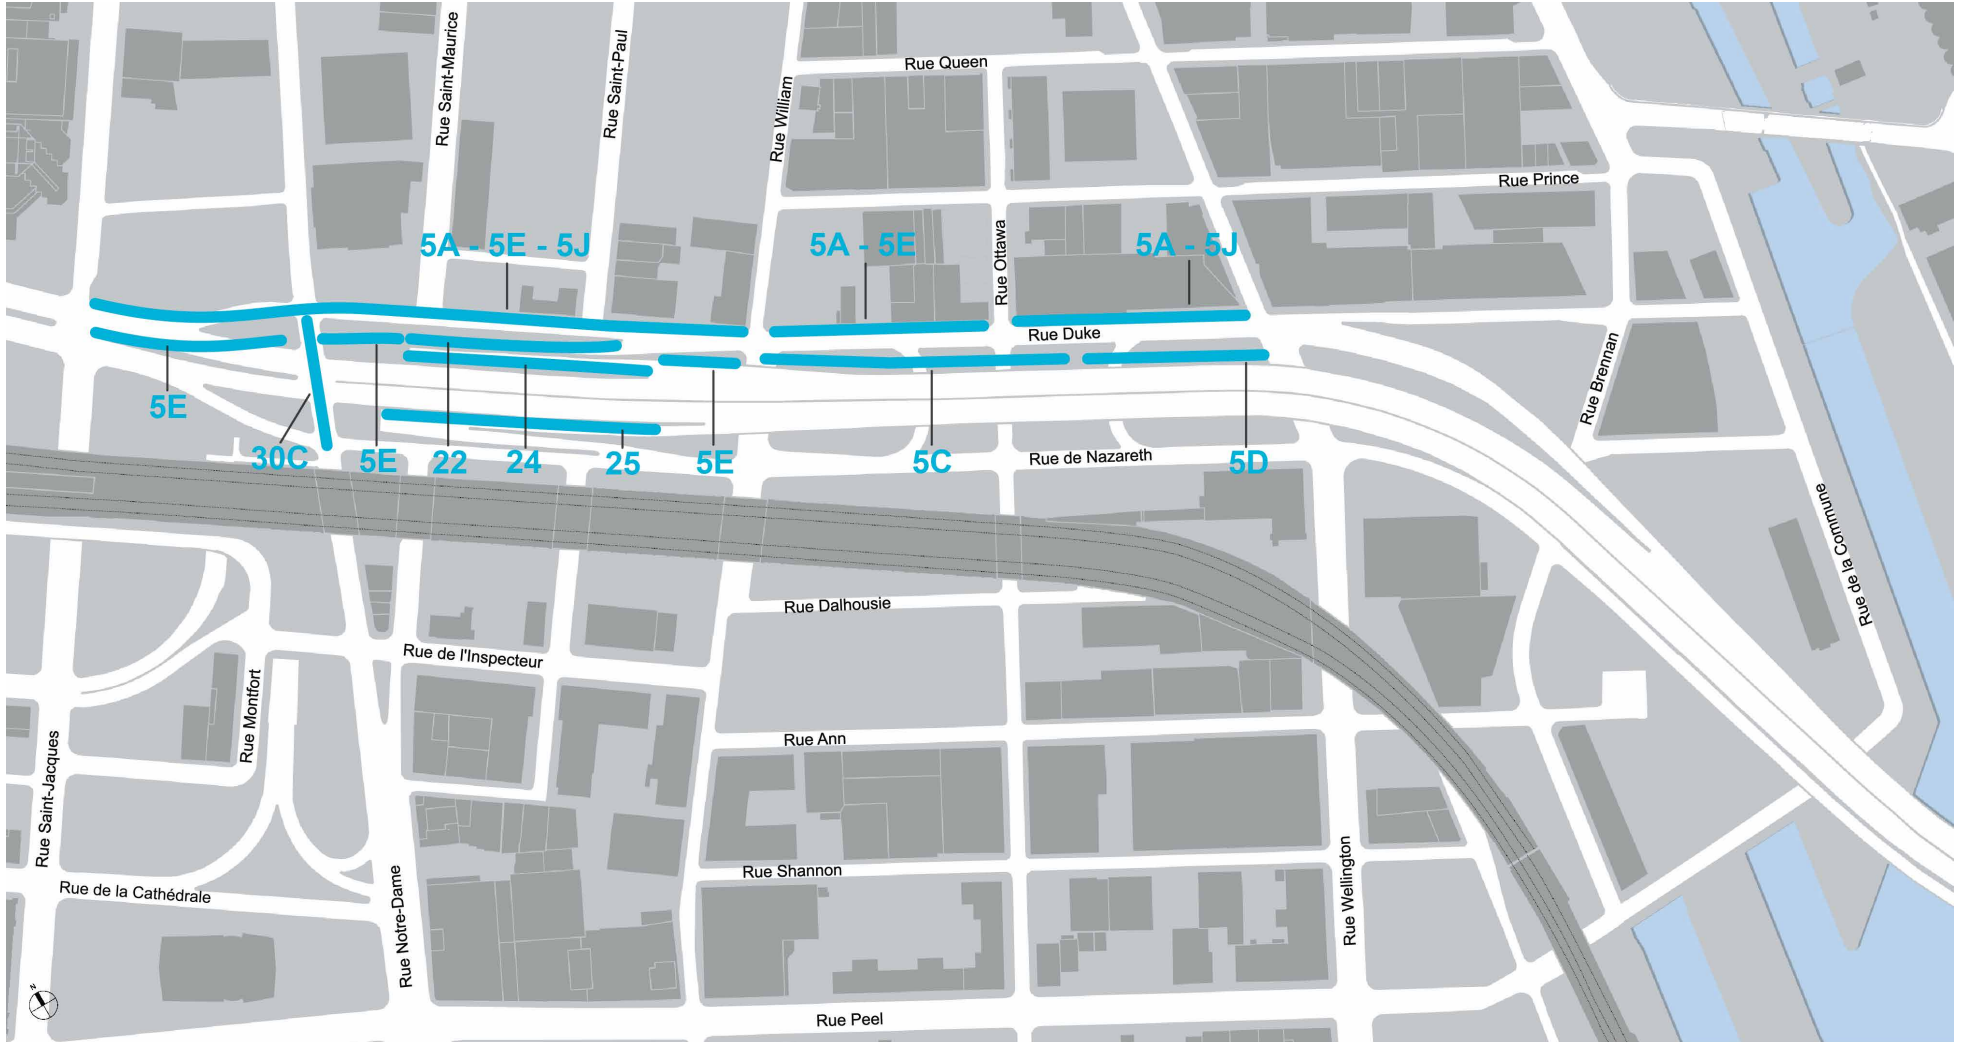 Rue Saint-Maurice
Rue Saint-Paul
Rue William
Rue Queen
Rue Prince
Rue Ottawa
5A - 5E - 5J
5A - 5E
5A - 5J
Rue Duke
Rue Brennan
5E
30C
5E
22
24
25
5E
5C
5D
Rue de Nazareth
Rue de la Commune
Rue Dalhousie
Rue de l'Inspecteur
Rue Montfort
Rue Ann
Rue Saint-Jacques
Rue Shannon
Rue Wellington
Rue de la Cathédrale
Rue Notre-Dame
N
Rue Peel